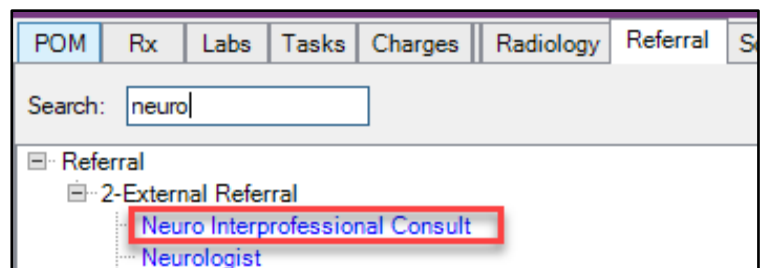 POM Rx Labs Tasks Charges Radiology Referral
Search: neuro
Referral
2-External Referral
Neuro Interprofessional Consult
Neurologist